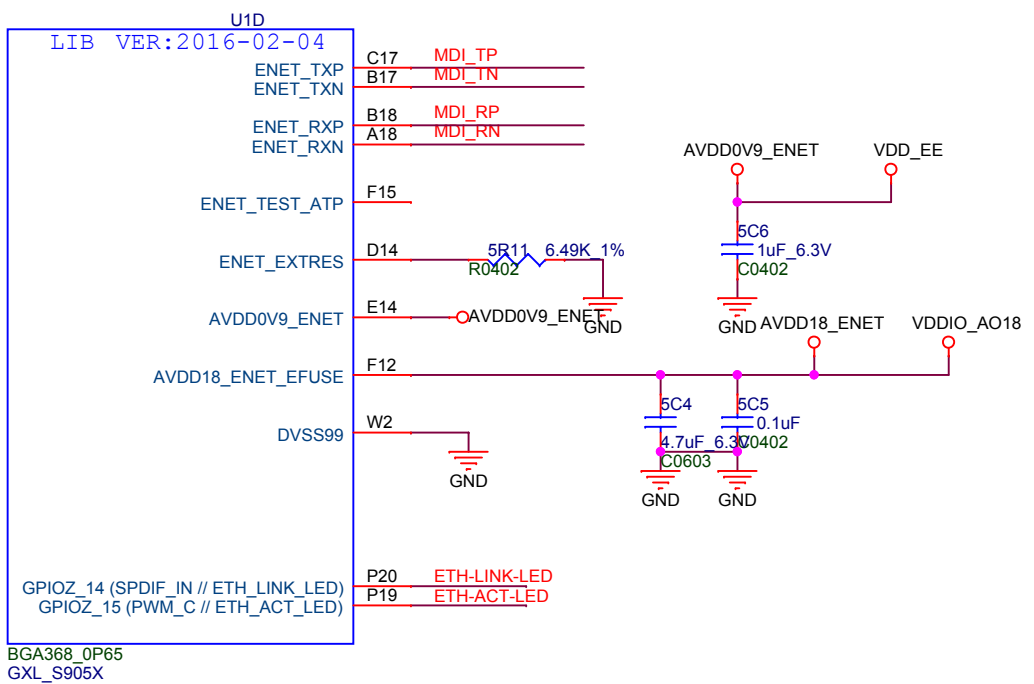 U1D
LIB VER:2016-02-04
ENET_TXP C17 MDI_TP
ENET_TXN B17 MDI_TN
ENET_RXP B18 MDI_RP
ENET_RXN A18 MDI_RN
AVDD0V9_ENET VDD_EE
ENET_TEST_ATP F15
5C6
1uF_6.3V
C0402
ENET_EXTRES D14 5R11 6.49K_1%
R0402
GND
GND
AVDD0V9_ENET E14 AVDD0V9_ENET
AVDD18_ENET VDDIO_AO18
AVDD18_ENET_EFUSE F12
5C4 5C5
0.1uF
4.7uF_6.3V C0402
C0603
DVSS99 W2
GND
GND GND
GPIOZ_14 (SPDIF_IN // ETH_LINK_LED) P20 ETH-LINK-LED
GPIOZ_15 (PWM_C // ETH_ACT_LED) P19 ETH-ACT-LED
BGA368_0P65
GXL_S905X